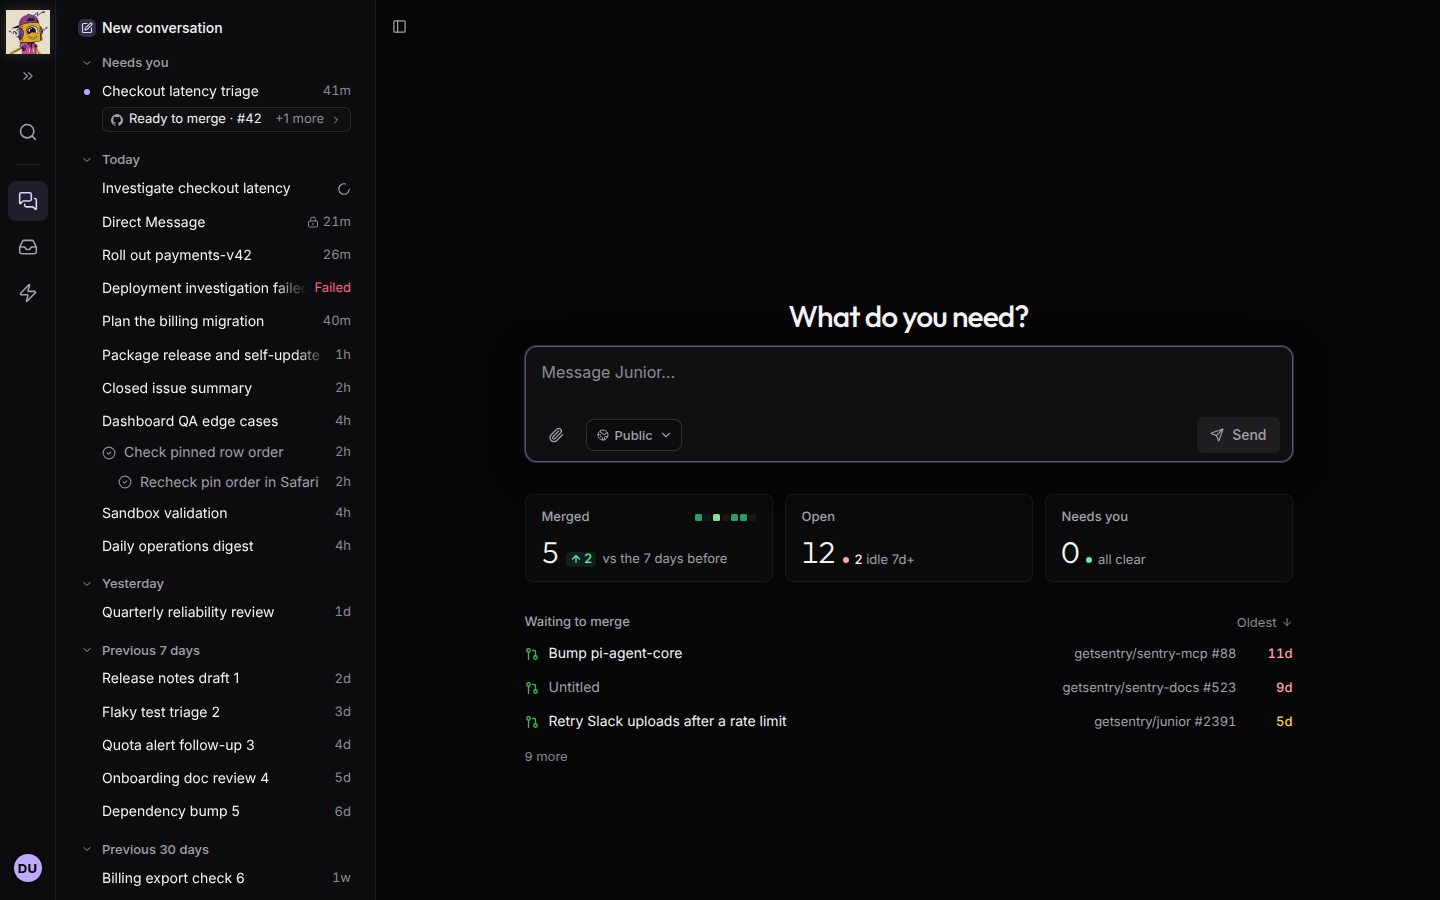 New conversation
Needs you
Checkout latency triage 41m
Ready to merge · #42 +1 more
Today
Investigate checkout latency
Direct Message 21m
Roll out payments-v42 26m
Deployment investigation failed Failed
Plan the billing migration 40m
Package release and self-update 1h
Closed issue summary 2h
Dashboard QA edge cases 4h
Check pinned row order 2h
Recheck pin order in Safari 2h
Sandbox validation 4h
Daily operations digest 4h
Yesterday
Quarterly reliability review 1d
Previous 7 days
Release notes draft 1 2d
Flaky test triage 2 3d
Quota alert follow-up 3 4d
Onboarding doc review 4 5d
Dependency bump 5 6d
Previous 30 days
Billing export check 6 1w
DU
What do you need?
Message Junior...
Public
Send
Merged
5 2 vs the 7 days before
Open
12 2 idle 7d+
Needs you
0 all clear
Waiting to merge Oldest
Bump pi-agent-core getsentry/sentry-mcp #88 11d
Untitled getsentry/sentry-docs #523 9d
Retry Slack uploads after a rate limit getsentry/junior #2391 5d
9 more